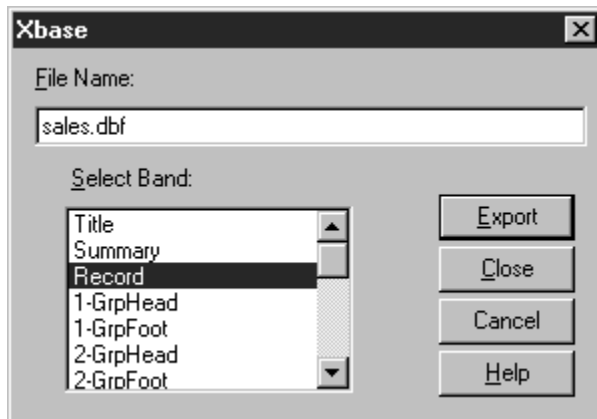 Xbase
File Name:
sales.dbf
Select Band:
Title
Summary
Record
1-GrpHead
1-GrpFoot
2-GrpHead
2-GrpFoot
Export
Close
Cancel
Help